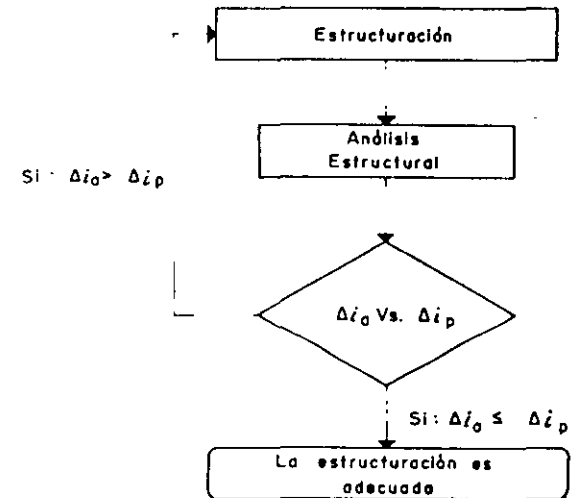 Estructuración
Análisis
Estructural
Si : Δia > Δip
Δia Vs. Δip
Si : Δia ≤ Δip
La estructuración es
adecuada